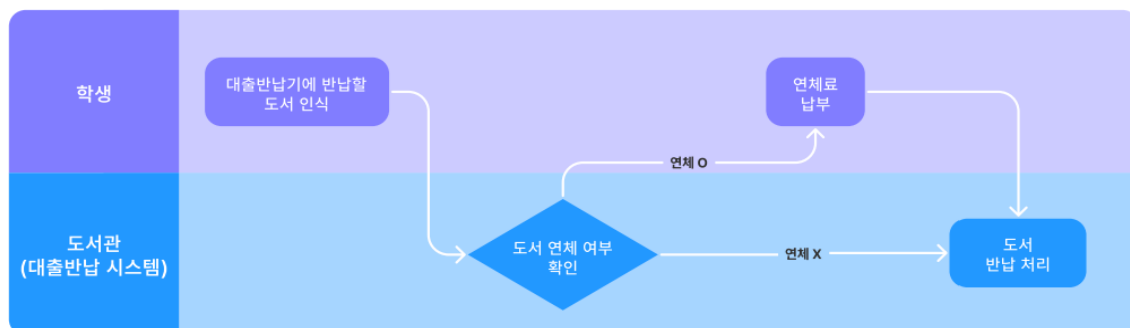 학생
대출반납기에 반납할
도서 인식
연체료
납부
연체 O
도서관
(대출반납 시스템)
도서 연체 여부
확인
연체 X
도서
반납 처리